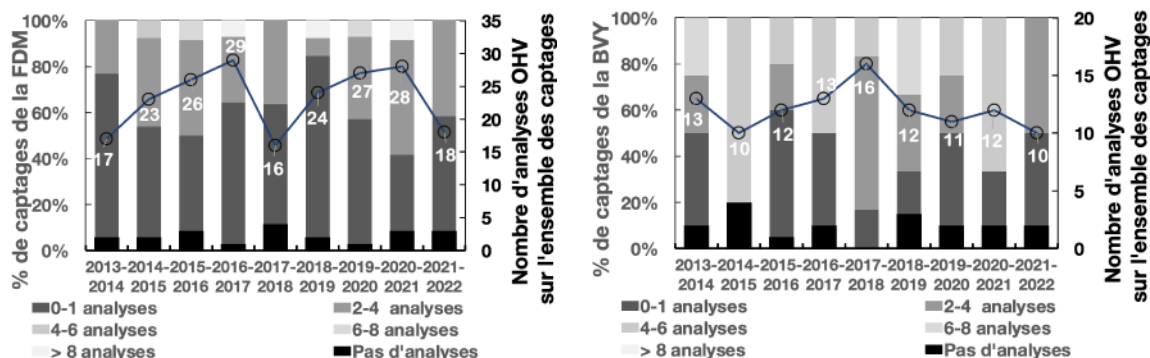 % de captages de la FDM
100%
80%
60%
40%
20%
0%
17
23
26
29
16
24
27
28
18
35
30
25
20
15
10
5
0
Nombre d'analyses OHV
sur l'ensemble des captages
2013- 2014- 2015- 2016- 2017- 2018- 2019- 2020- 2021-
2014 2015 2016 2017 2018 2019 2020 2021 2022
0-1 analyses 2-4 analyses
4-6 analyses 6-8 analyses
> 8 analyses Pas d'analyses
% de captages de la BVY
100%
80%
60%
40%
20%
0%
13
10
12
13
16
12
11
12
10
20
15
10
5
0
Nombre d'analyses OHV
sur l'ensemble des captages
2013- 2014- 2015- 2016- 2017- 2018- 2019- 2020- 2021-
2014 2015 2016 2017 2018 2019 2020 2021 2022
0-1 analyses 2-4 analyses
4-6 analyses 6-8 analyses
> 8 analyses Pas d'analyses